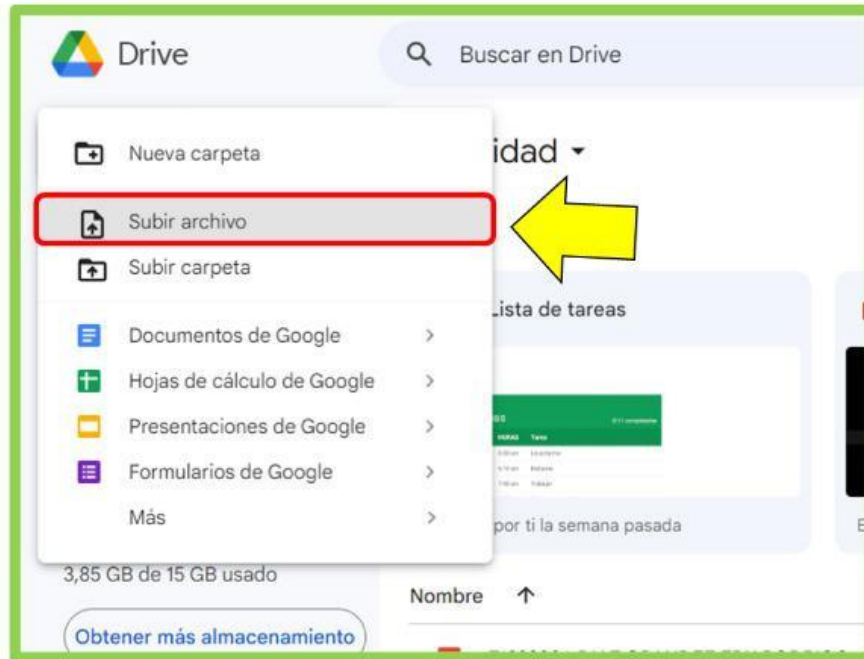 Drive
Buscar en Drive
Nueva carpeta
idad
Subir archivo
Subir carpeta
Lista de tareas
Documentos de Google
Hojas de cálculo de Google
HORAS Tarea
Presentaciones de Google
Formularios de Google
Más
por ti la semana pasada
E
3,85 GB de 15 GB usado
Nombre
Obtener más almacenamiento